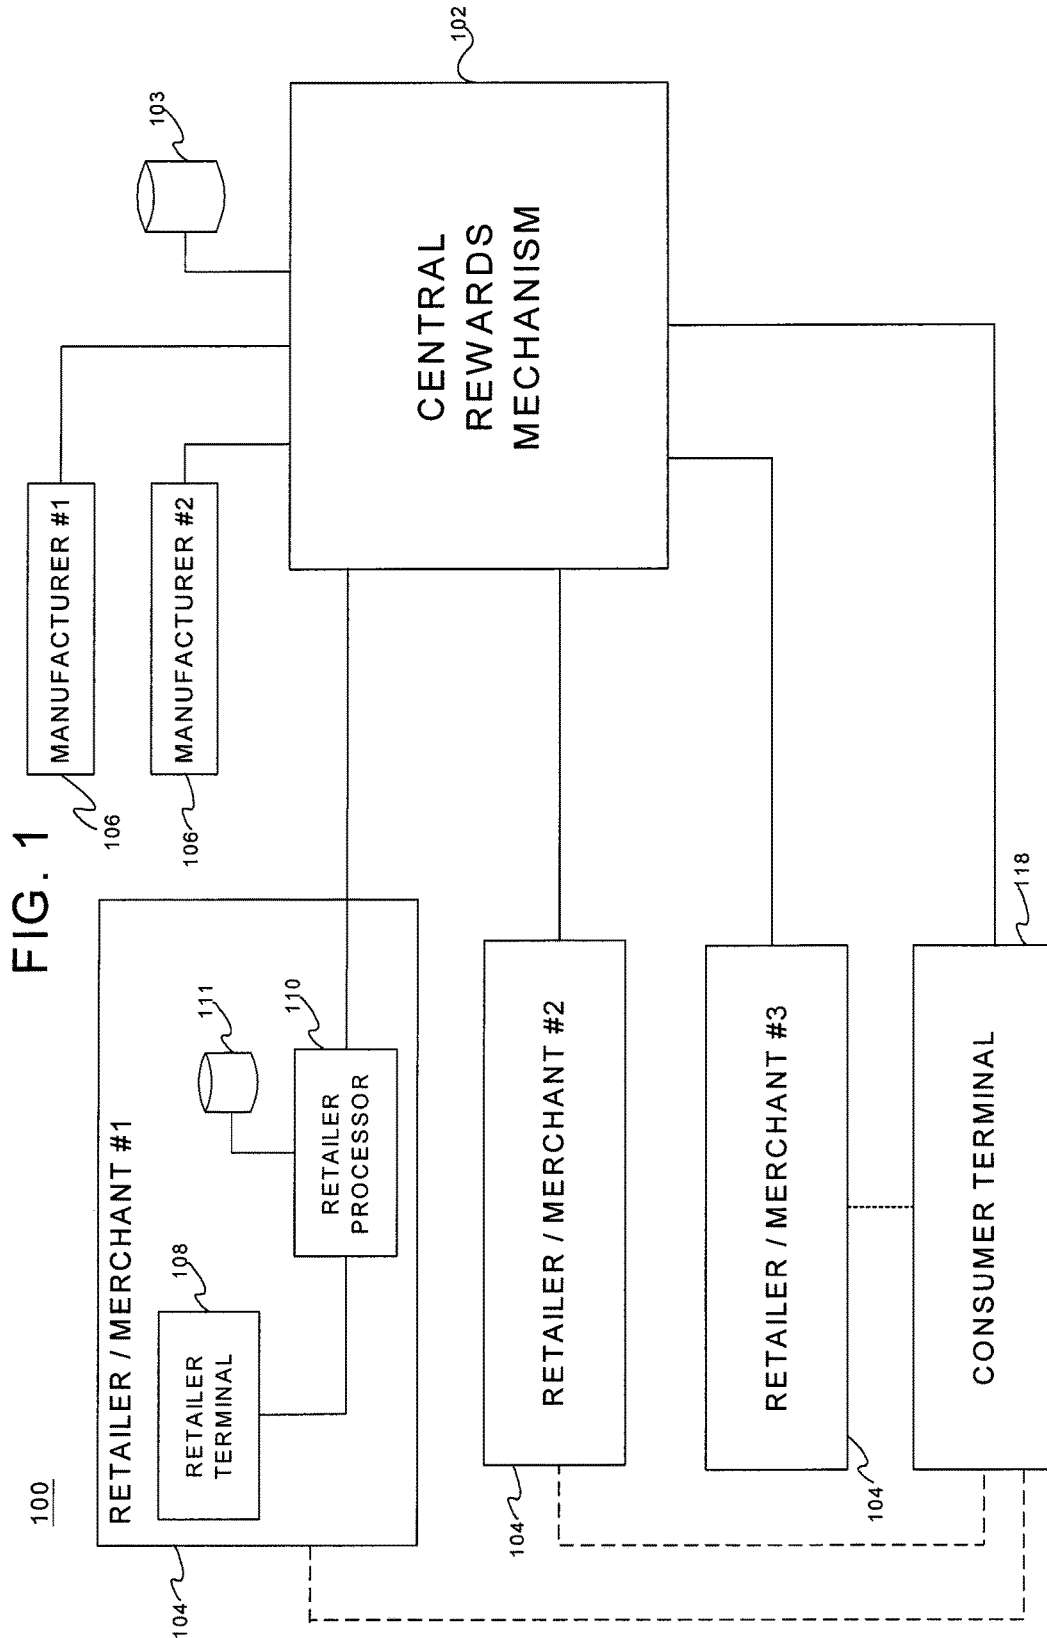 FIG. 1
100
104
RETAILER / MERCHANT #1
108
RETAILER
TERMINAL
111
110
RETAILER
PROCESSOR
106
MANUFACTURER #1
106
MANUFACTURER #2
103
102
CENTRAL
REWARDS
MECHANISM
104
RETAILER / MERCHANT #2
104
RETAILER / MERCHANT #3
118
CONSUMER TERMINAL